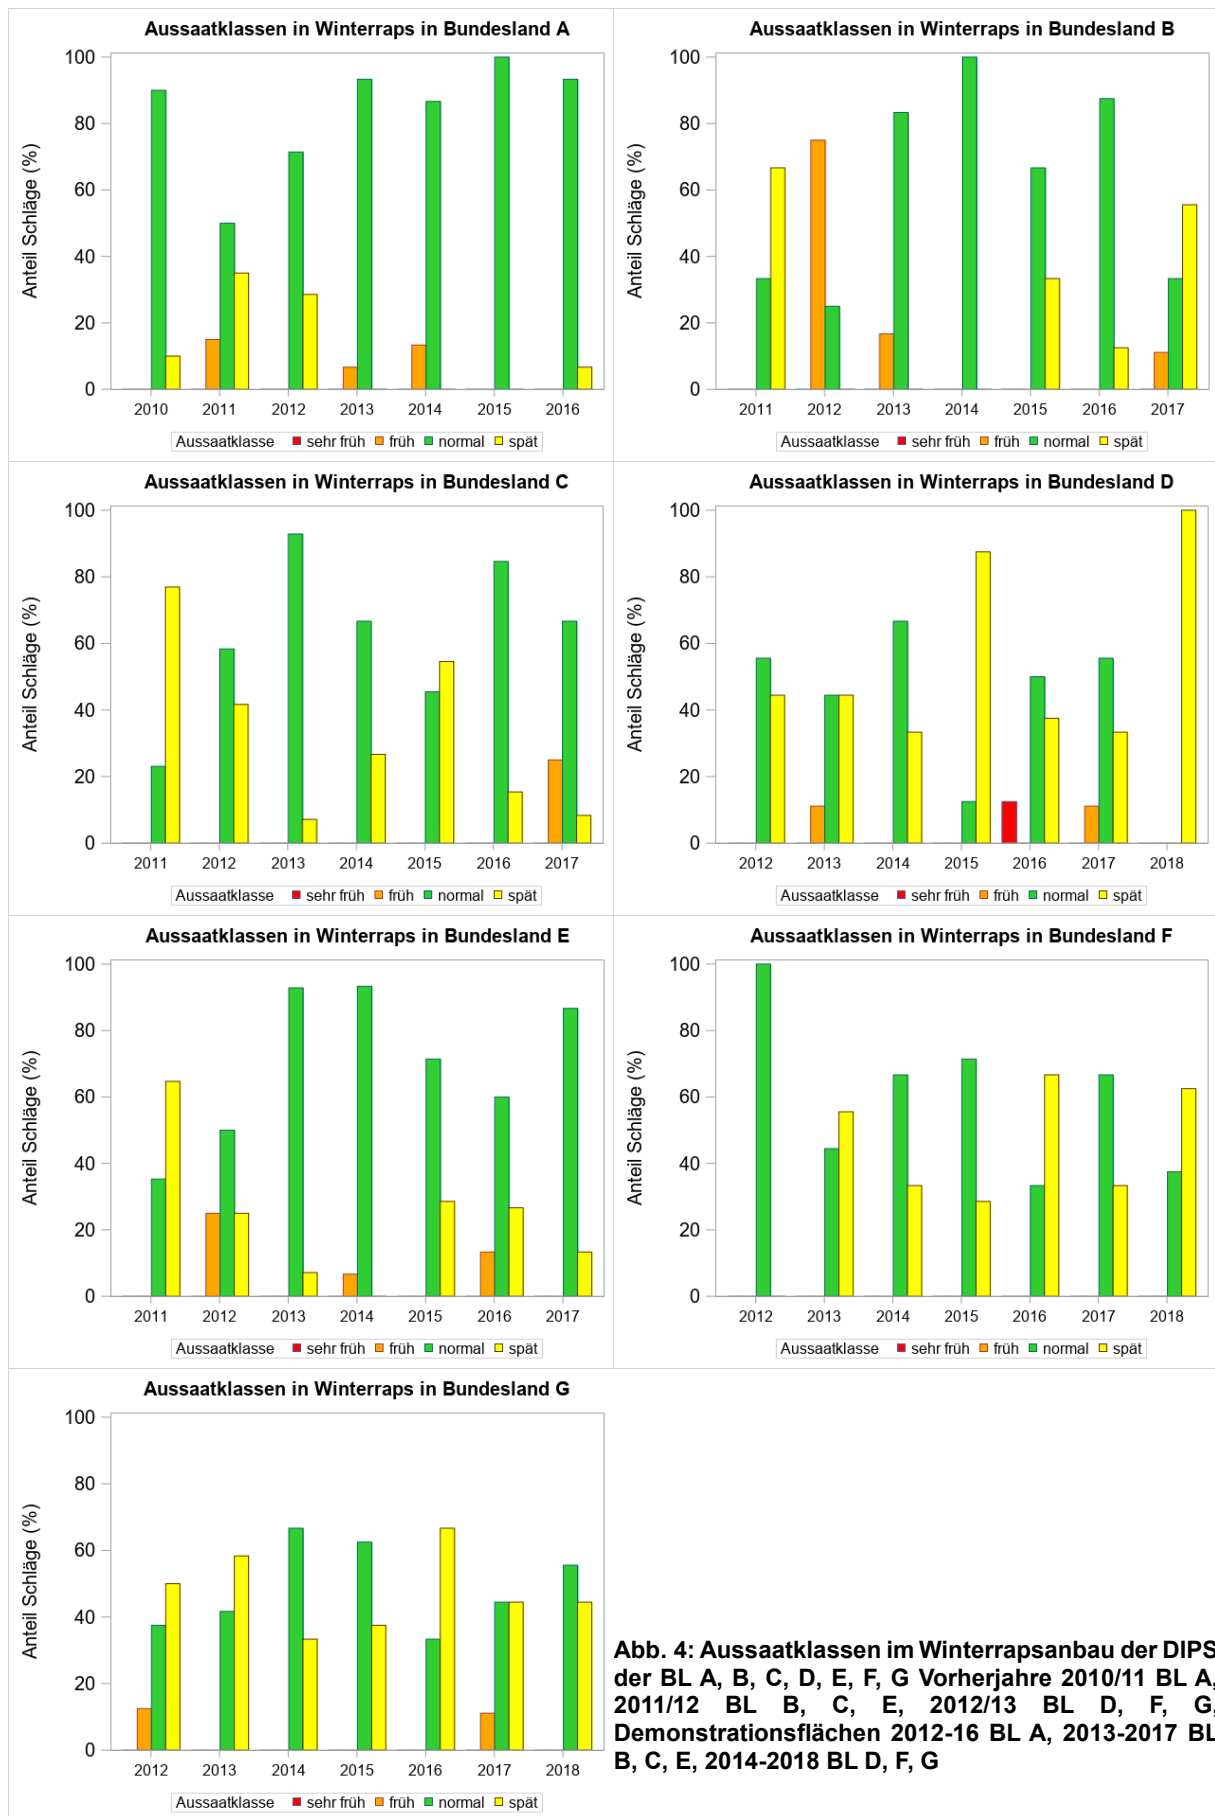 Aussaatklassen in Winterraps in Bundesland A
Anteil Schläge (%)
100
80
60
40
20
0
2010 2011 2012 2013 2014 2015 2016
Aussaatklasse sehr früh früh normal spät
Aussaatklassen in Winterraps in Bundesland B
Anteil Schläge (%)
100
80
60
40
20
0
2011 2012 2013 2014 2015 2016 2017
Aussaatklasse sehr früh früh normal spät
Aussaatklassen in Winterraps in Bundesland C
Anteil Schläge (%)
100
80
60
40
20
0
2011 2012 2013 2014 2015 2016 2017
Aussaatklasse sehr früh früh normal spät
Aussaatklassen in Winterraps in Bundesland D
Anteil Schläge (%)
100
80
60
40
20
0
2012 2013 2014 2015 2016 2017 2018
Aussaatklasse sehr früh früh normal spät
Aussaatklassen in Winterraps in Bundesland E
Anteil Schläge (%)
100
80
60
40
20
0
2011 2012 2013 2014 2015 2016 2017
Aussaatklasse sehr früh früh normal spät
Aussaatklassen in Winterraps in Bundesland F
Anteil Schläge (%)
100
80
60
40
20
0
2012 2013 2014 2015 2016 2017 2018
Aussaatklasse sehr früh früh normal spät
Aussaatklassen in Winterraps in Bundesland G
Anteil Schläge (%)
100
80
60
40
20
0
2012 2013 2014 2015 2016 2017 2018
Aussaatklasse sehr früh früh normal spät
Abb. 4: Aussaatklassen im Winterrapsanbau der DIPS
der BL A, B, C, D, E, F, G Vorherjahre 2010/11 BL A,
2011/12 BL B, C, E, 2012/13 BL D, F, G,
Demonstrationsflächen 2012-16 BL A, 2013-2017 BL
B, C, E, 2014-2018 BL D, F, G